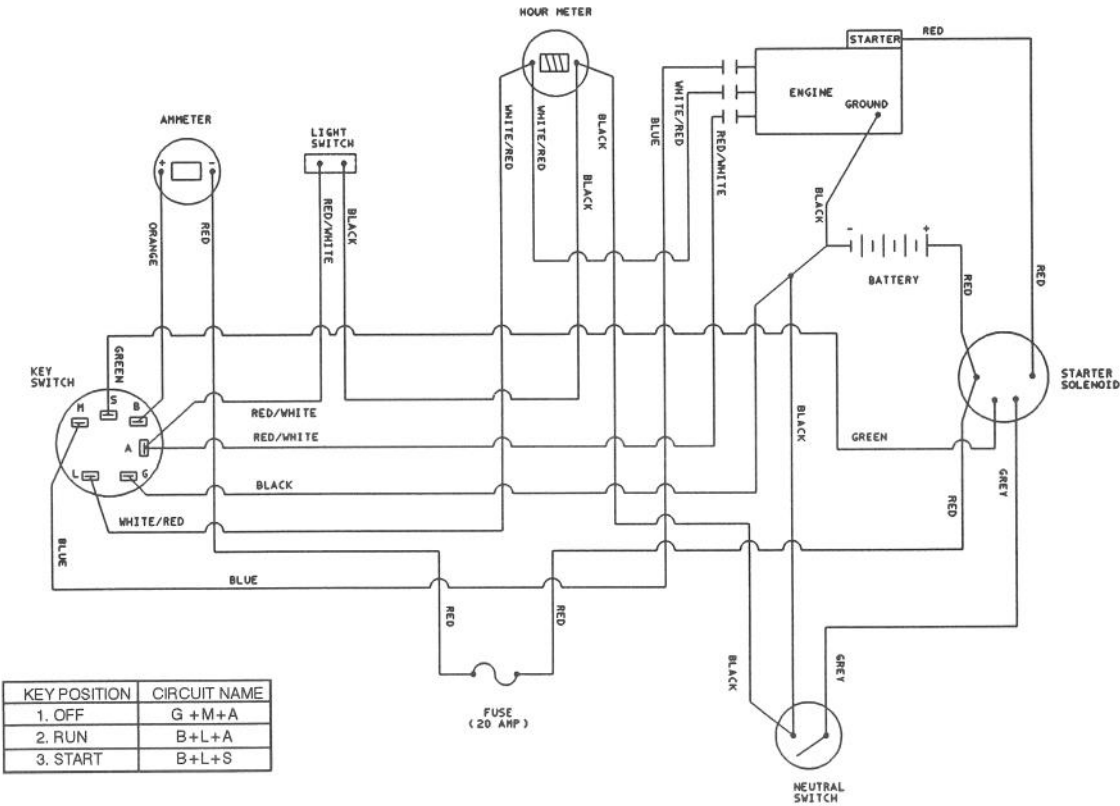 HOUR METER
STARTER
RED
ENGINE
GROUND
AMMETER
+
-
LIGHT
SWITCH
WHITE/RED
WHITE/RED
BLACK
BLUE
WHITE/RED
RED/WHITE
BLACK
ORANGE
RED
RED/WHITE
BLACK
BLACK
-
+
BATTERY
RED
RED
KEY
SWITCH
GREEN
M
S
B
A
L
G
RED/WHITE
RED/WHITE
BLACK
WHITE/RED
BLUE
BLUE
BLACK
GREEN
STARTER
SOLENOID
GREY
RED
RED
RED
FUSE
(20 AMP)
BLACK
GREY
NEUTRAL
SWITCH
KEY POSITION CIRCUIT NAME
1. OFF G +M+A
2. RUN B+L+A
3. START B+L+S